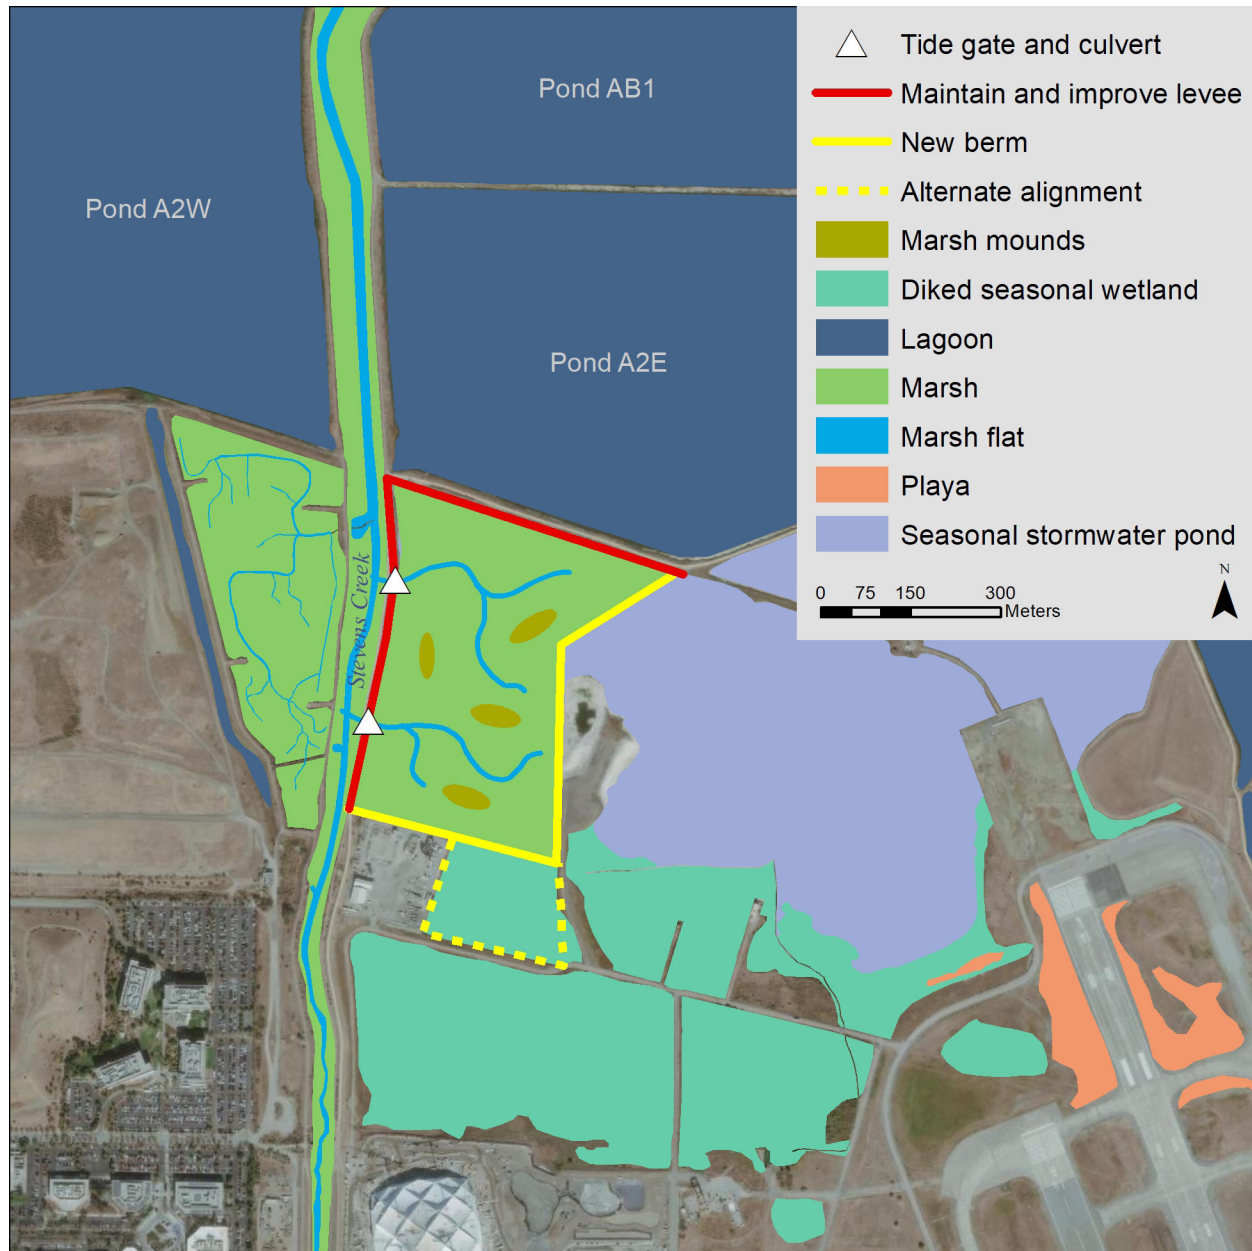 Pond AB1
Pond A2W
Pond A2E
Stevens Creek
Tide gate and culvert
Maintain and improve levee
New berm
Alternate alignment
Marsh mounds
Diked seasonal wetland
Lagoon
Marsh
Marsh flat
Playa
Seasonal stormwater pond
0 75 150 300
Meters
N